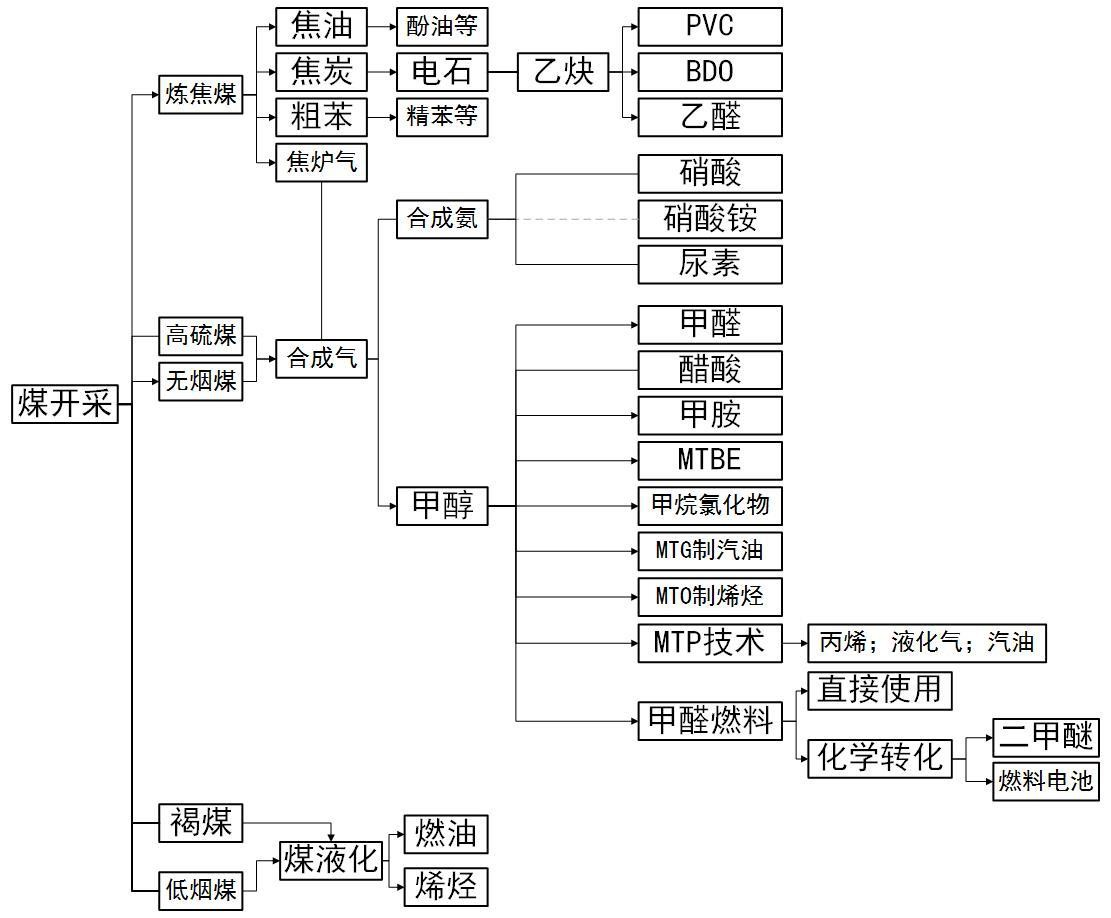 焦油
酚油等
PVC
焦炭
电石
乙炔
BDO
炼焦煤
粗苯
精苯等
乙醛
焦炉气
硝酸
合成氨
硝酸铵
尿素
甲醛
高硫煤
合成气
醋酸
无烟煤
煤开采
甲胺
MTBE
甲醇
甲烷氯化物
MTG制汽油
MTO制烯烃
MTP技术
丙烯；液化气；汽油
直接使用
甲醛燃料
二甲醚
化学转化
燃料电池
褐煤
燃油
煤液化
低烟煤
烯烃